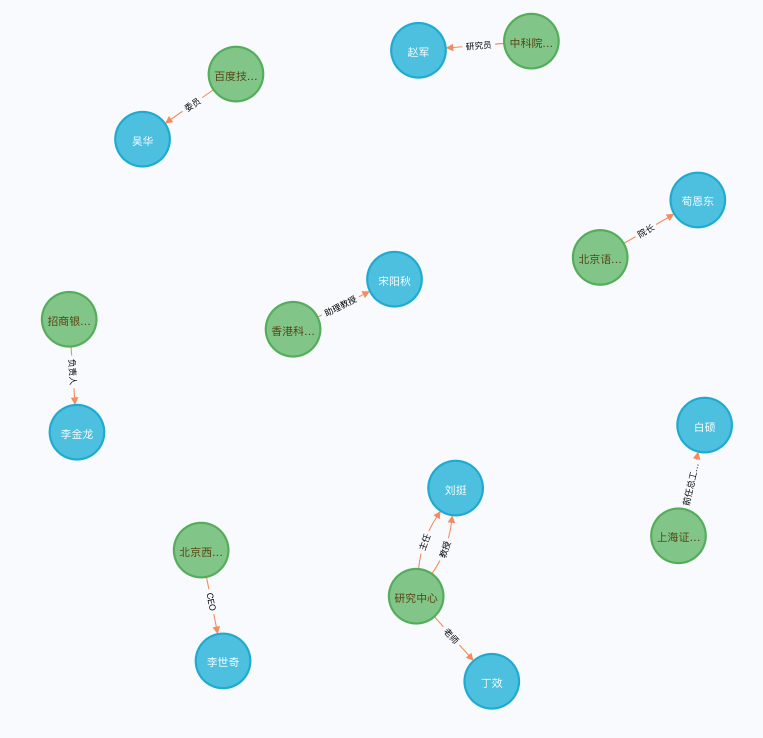 中科院...
研究员
赵军
百度技...
委员
吴华
荀恩东
院长
北京语...
宋阳秋
助理教授
香港科...
招商银...
负责人
李金龙
白硕
前任总工...
上海证...
刘挺
主任
教授
研究中心
老师
丁效
北京西...
CEO
李世奇